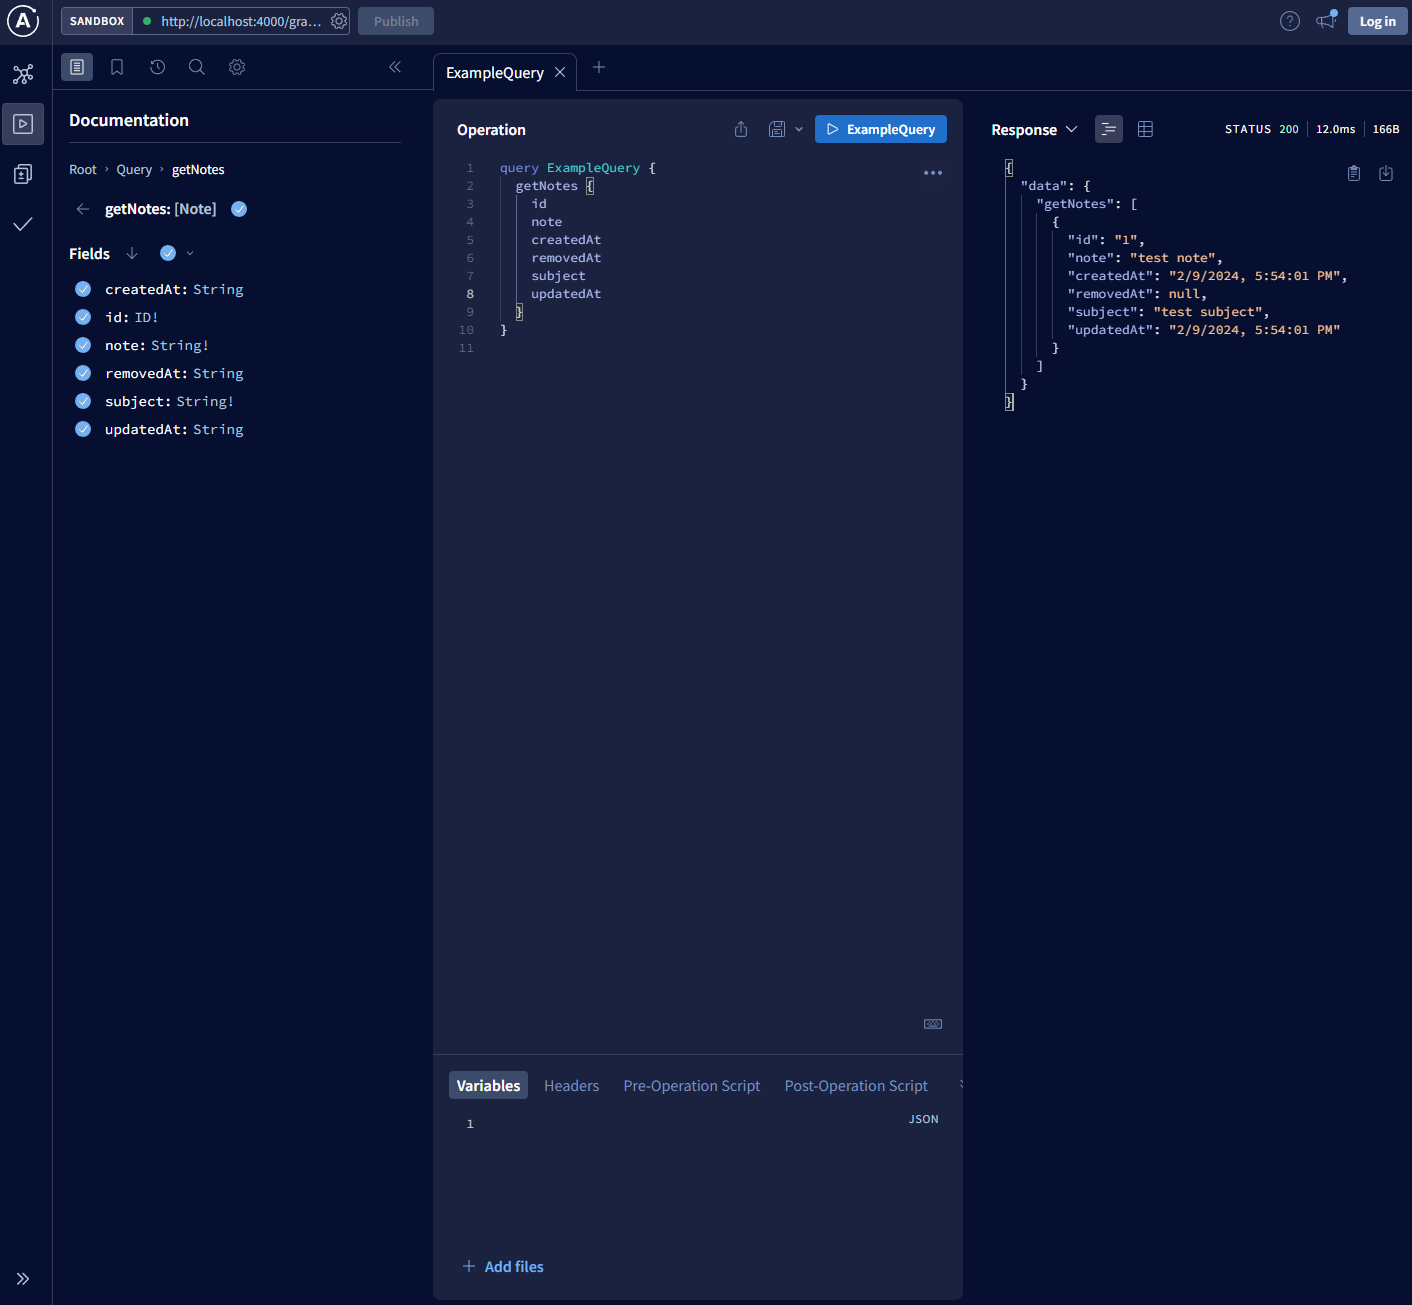 SANDBOX http://localhost:4000/gra... Publish Log in
ExampleQuery
Documentation
Root › Query › getNotes
getNotes: [Note]
Fields
createdAt: String
id: ID!
note: String!
removedAt: String
subject: String!
updatedAt: String
Operation
ExampleQuery
1 query ExampleQuery {
2 getNotes {
3 id
4 note
5 createdAt
6 removedAt
7 subject
8 updatedAt
9 }
10 }
11
Variables Headers Pre-Operation Script Post-Operation Script
1
JSON
+ Add files
Response STATUS 200 12.0ms 166B
{
"data": {
"getNotes": [
{
"id": "1",
"note": "test note",
"createdAt": "2/9/2024, 5:54:01 PM",
"removedAt": null,
"subject": "test subject",
"updatedAt": "2/9/2024, 5:54:01 PM"
}
]
}
}